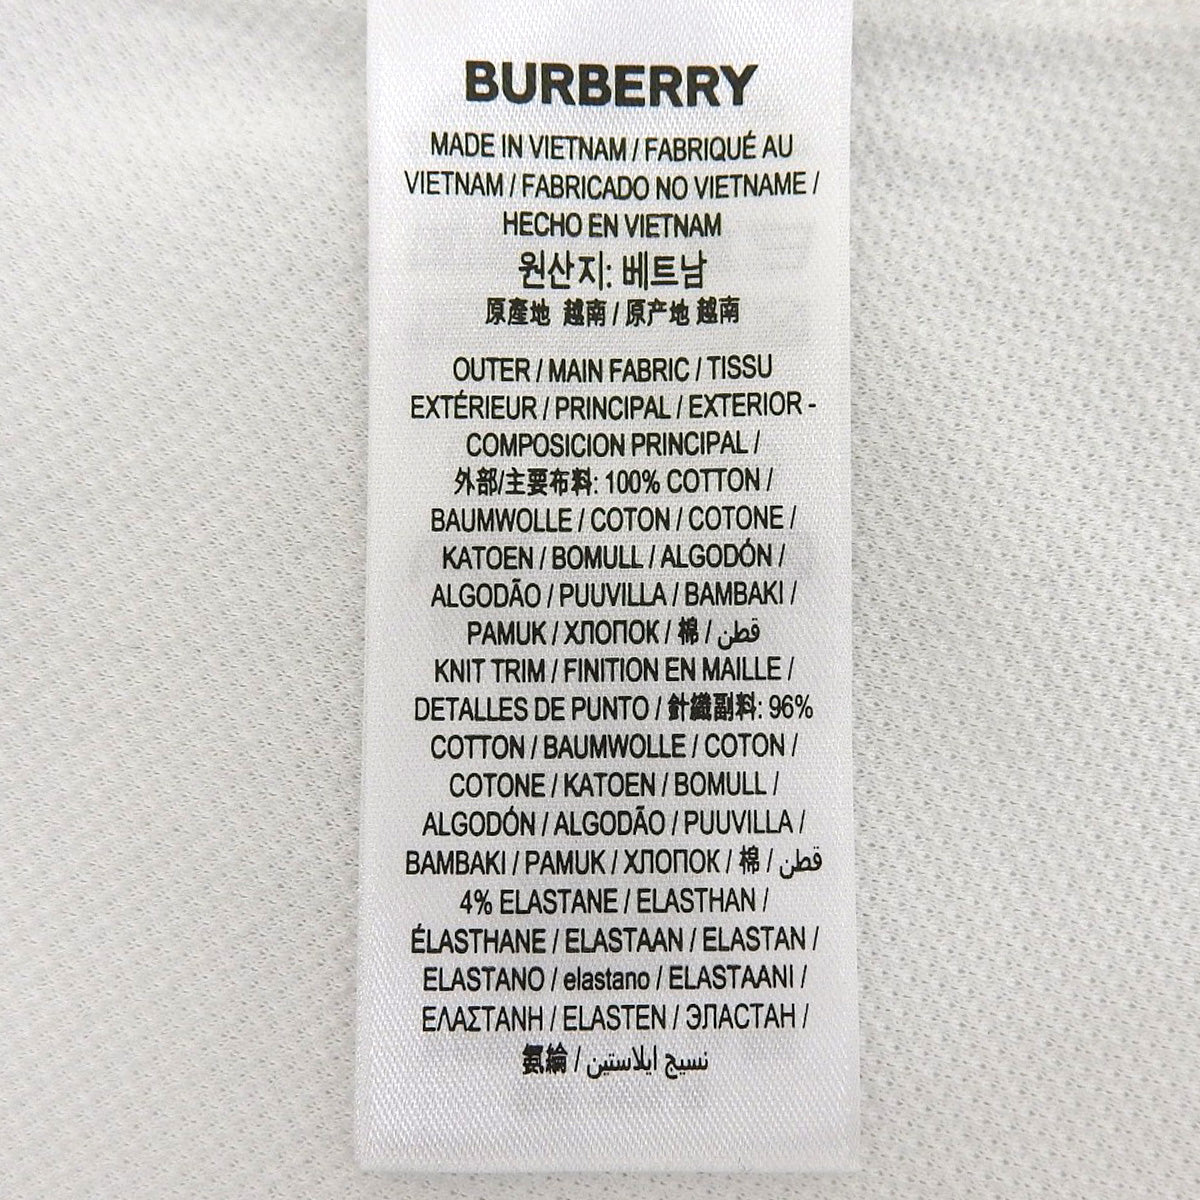 BURBERRY
MADE IN VIETNAM / FABRIQUÉ AU
VIETNAM / FABRICADO NO VIETNAME /
HECHO EN VIETNAM
원산지: 베트남
原產地 越南 / 原产地 越南
OUTER / MAIN FABRIC / TISSU
EXTÉRIEUR / PRINCIPAL / EXTERIOR -
COMPOSICION PRINCIPAL /
外部/主要布料: 100% COTTON /
BAUMWOLLE / COTON / COTONE /
KATOEN / BOMULL / ALGODÓN /
ALGODÃO / PUUVILLA / BAMBAKI /
PAMUK / ХЛОПОК / 棉 / قطن
KNIT TRIM / FINITION EN MAILLE /
DETALLES DE PUNTO / 針織副料: 96%
COTTON / BAUMWOLLE / COTON /
COTONE / KATOEN / BOMULL /
ALGODÓN / ALGODÃO / PUUVILLA /
BAMBAKI / PAMUK / ХЛОПОК / 棉 / قطن
4% ELASTANE / ELASTHAN /
ÉLASTHANE / ELASTAAN / ELASTAN /
ELASTANO / elastano / ELASTAANI /
ΕΛΑΣΤΑΝΗ / ELASTEN / ЭЛАСТАН /
氨綸 / نسيج ايلاستين